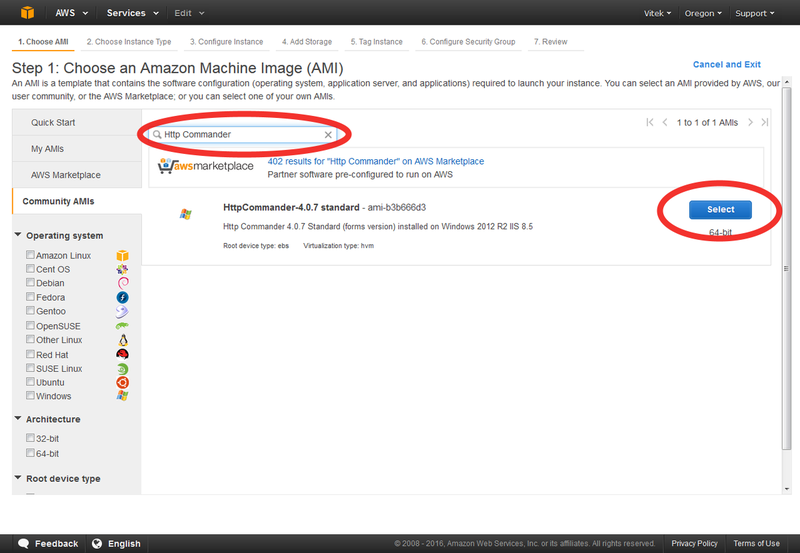 AWS Services Edit Vitek Oregon Support
1. Choose AMI 2. Choose Instance Type 3. Configure Instance 4. Add Storage 5. Tag Instance 6. Configure Security Group 7. Review
Step 1: Choose an Amazon Machine Image (AMI)
Cancel and Exit
An AMI is a template that contains the software configuration (operating system, application server, and applications) required to launch your instance. You can select an AMI provided by AWS, our
user community, or the AWS Marketplace; or you can select one of your own AMIs.
Quick Start
My AMIs
AWS Marketplace
Community AMIs
Operating system
Amazon Linux
Cent OS
Debian
Fedora
Gentoo
OpenSUSE
Other Linux
Red Hat
SUSE Linux
Ubuntu
Windows
Architecture
32-bit
64-bit
Root device type
Http Commander
1 to 1 of 1 AMIs
awsmarketplace
402 results for "Http Commander" on AWS Marketplace
Partner software pre-configured to run on AWS
HttpCommander-4.0.7 standard - ami-b3b666d3
Http Commander 4.0.7 Standard (forms version) installed on Windows 2012 R2 IIS 8.5
Root device type: ebs Virtualization type: hvm
Select
64-bit
Feedback English © 2008 - 2016, Amazon Web Services, Inc. or its affiliates. All rights reserved. Privacy Policy Terms of Use